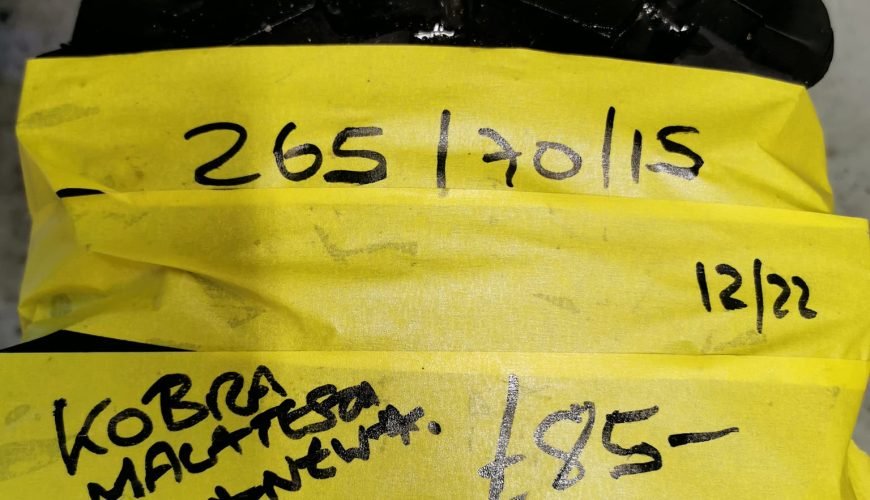 265/70/15
12/22
KOBRA
MALATESTA
£85-